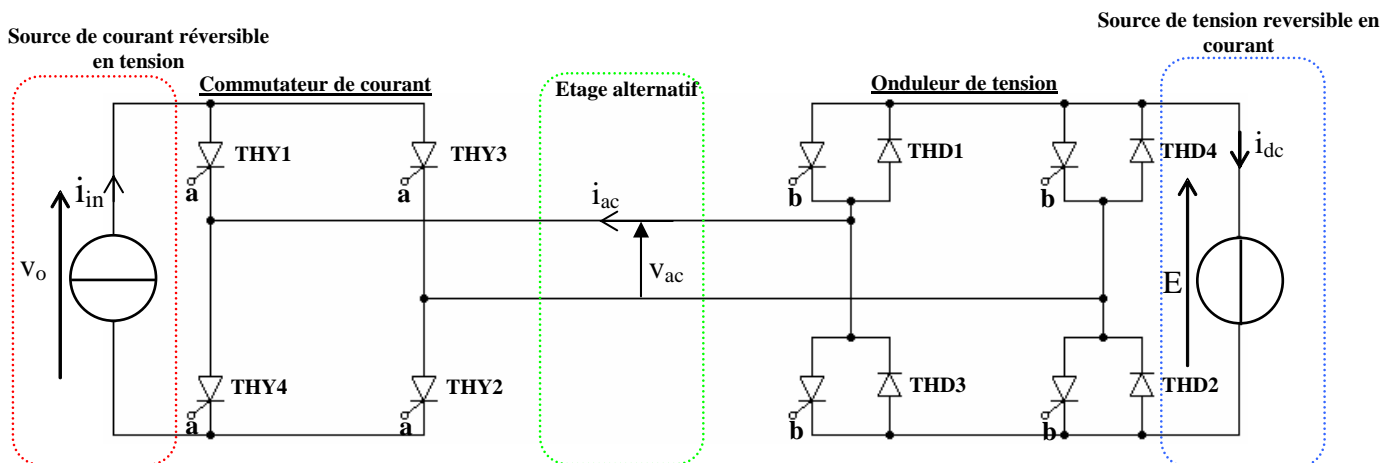 Source de courant réversible
en tension
Commutateur de courant
Etage alternatif
Onduleur de tension
Source de tension reversible en
courant
THY1
THY3
THD1
THD4
i_dc
a
a
b
b
i_in
i_ac
v_o
v_ac
E
THY4
THY2
THD3
THD2
a
a
b
b